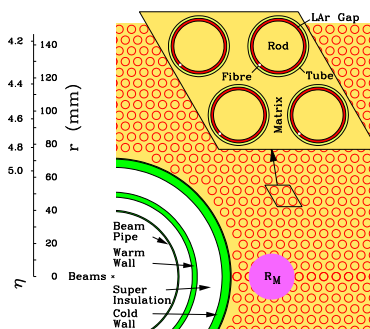 LAr Gap
Rod
Fibre
Tube
Matrix
4.2
4.4
4.6
4.8
5.0
η
140
120
100
80
60
40
20
0
r (mm)
Beams
Beam
Pipe
Warm
Wall
Super
Insulation
Cold
Wall
RM